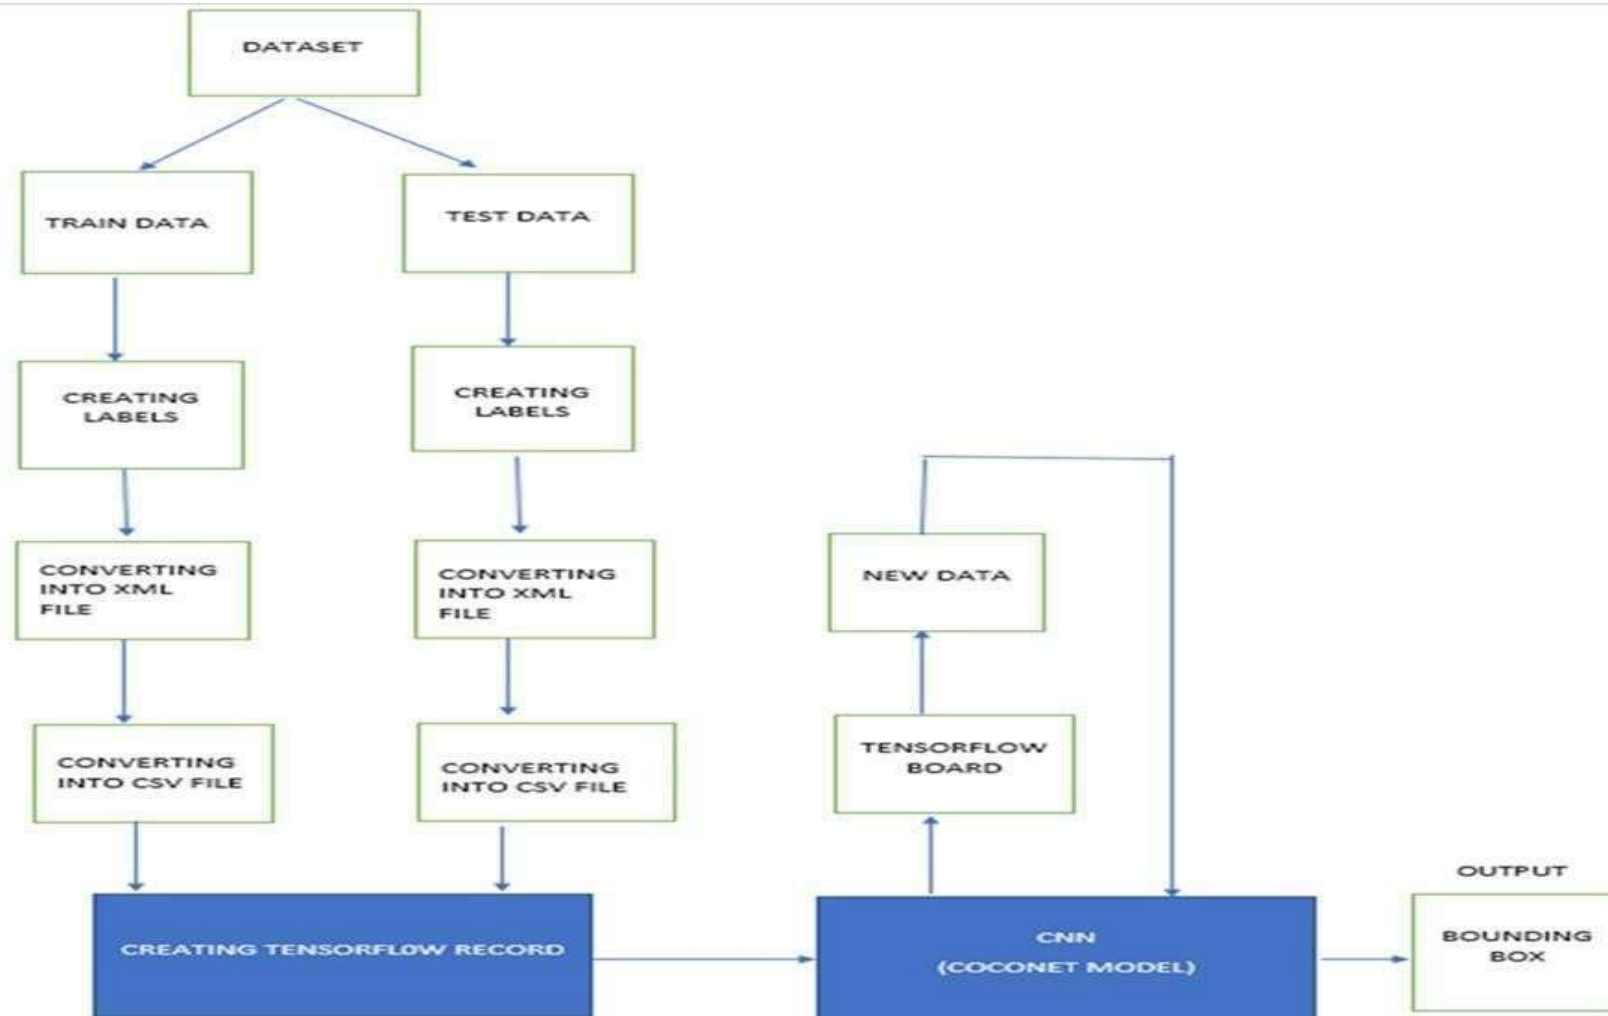 DATASET
TRAIN DATA
TEST DATA
CREATING
LABELS
CREATING
LABELS
CONVERTING
INTO XML
FILE
CONVERTING
INTO XML
FILE
NEW DATA
CONVERTING
INTO CSV FILE
CONVERTING
INTO CSV FILE
TENSORFLOW
BOARD
CREATING TENSORFL0W RECORD
CNN
(COCONET MODEL)
OUTPUT
BOUNDING
BOX